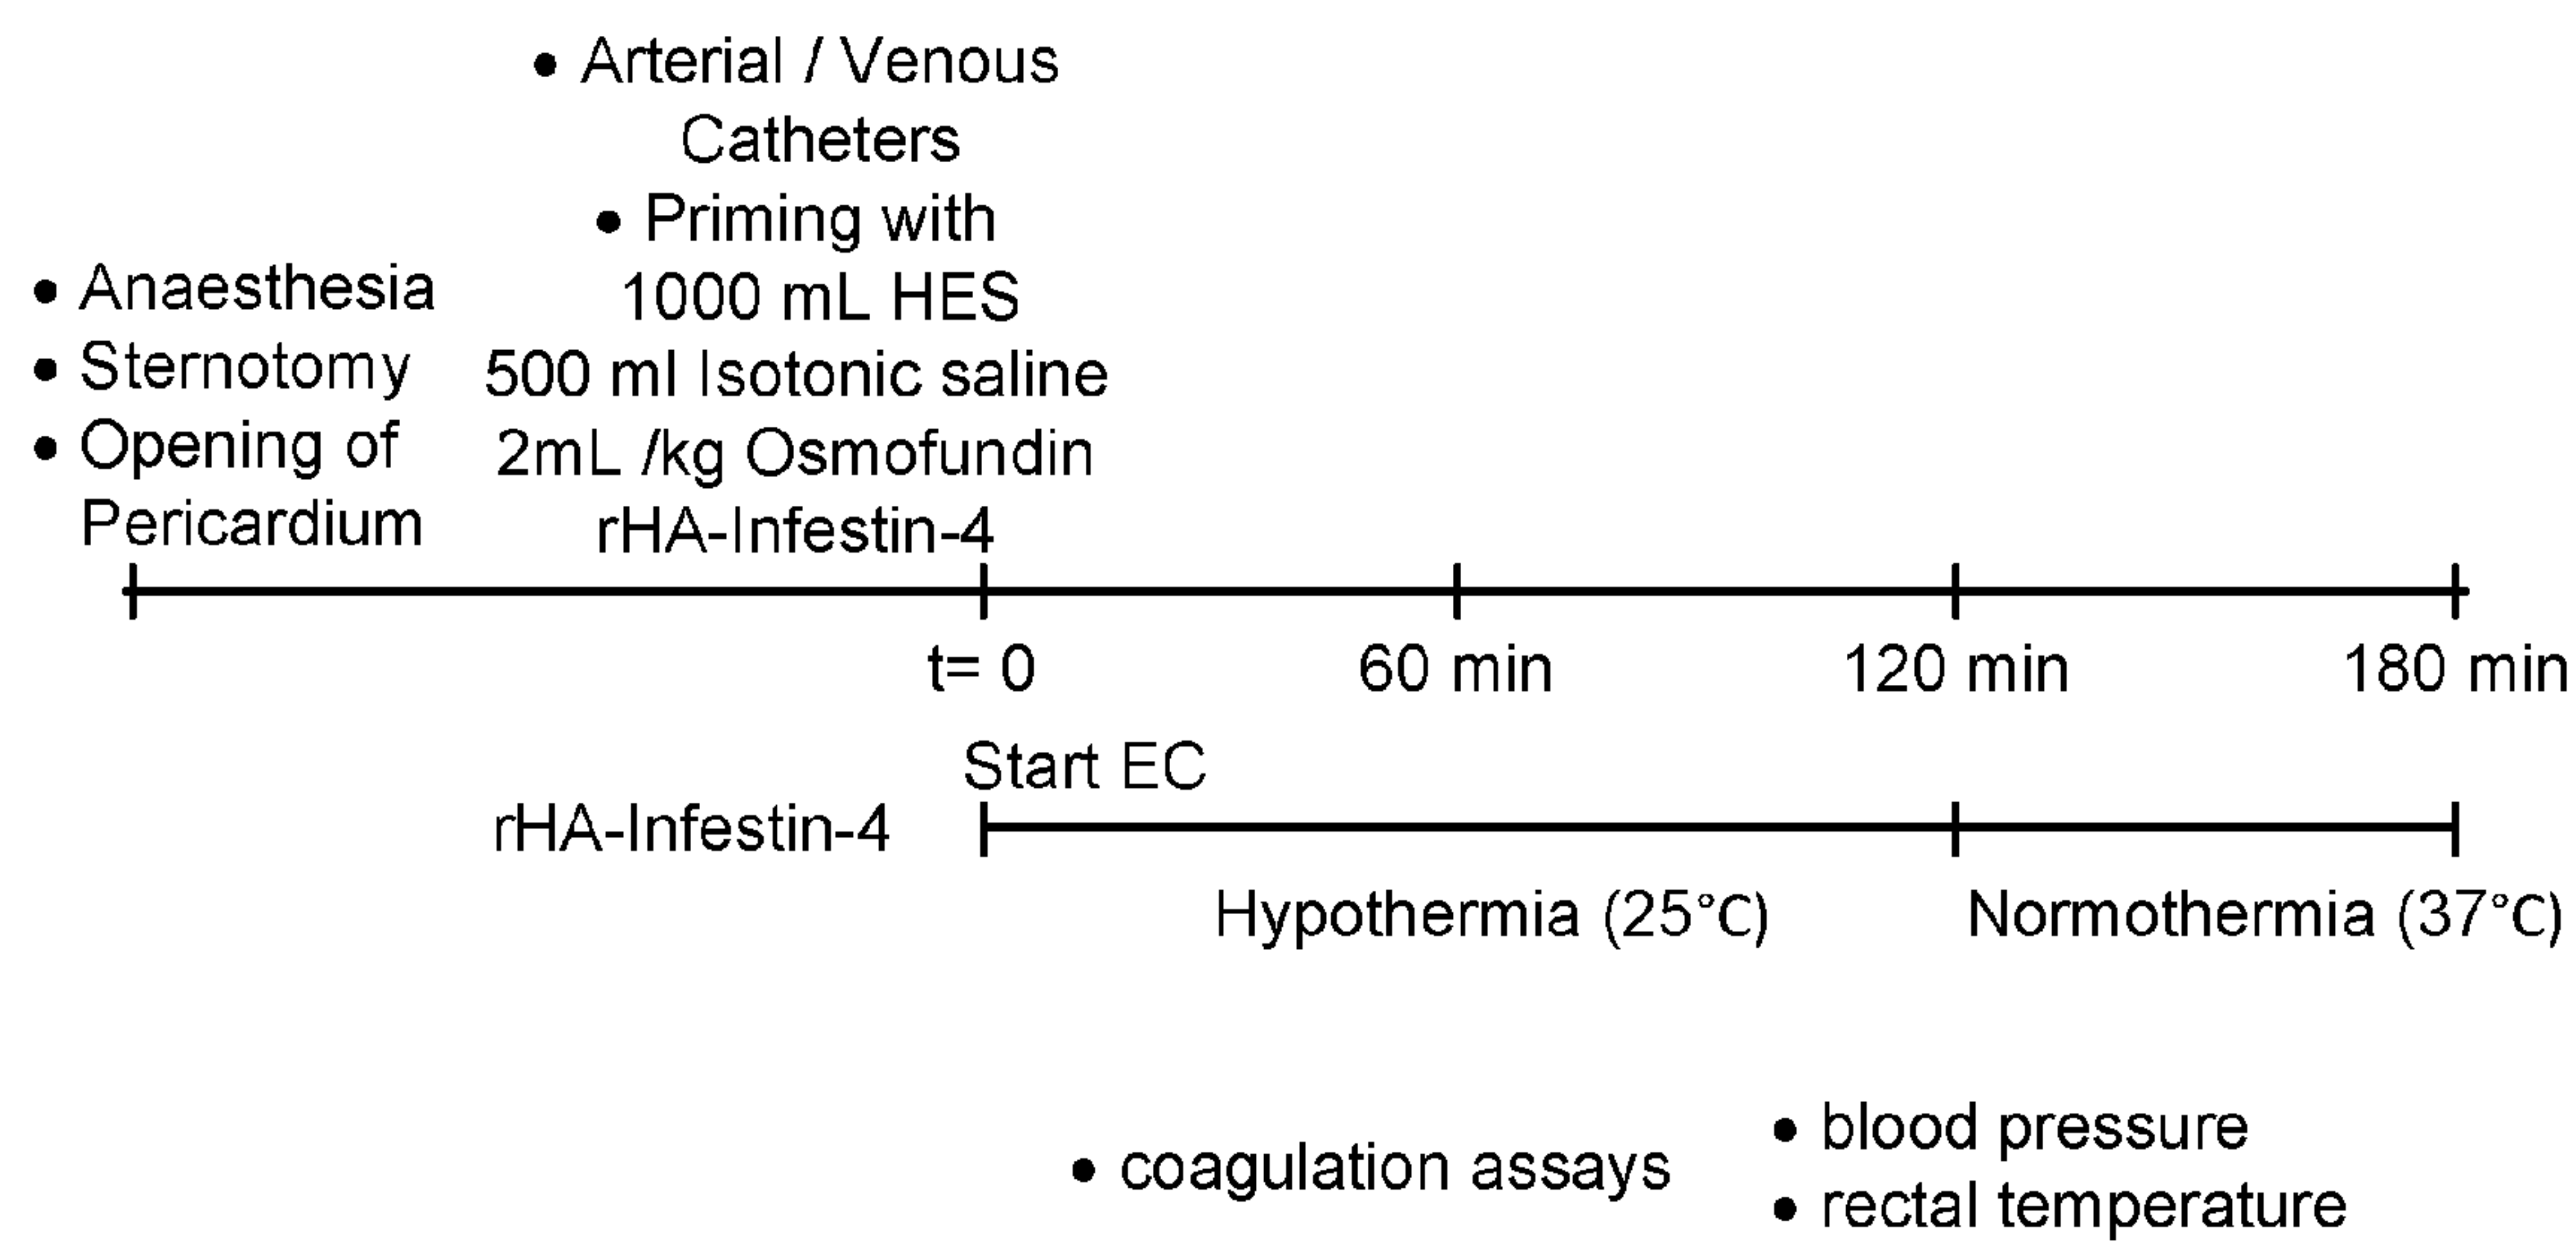 • Arterial / Venous
Catheters
• Priming with
1000 mL HES
500 ml Isotonic saline
2mL /kg Osmofundin
rHA-Infestin-4
• Anaesthesia
• Sternotomy
• Opening of
Pericardium
t= 0
60 min
120 min
180 min
Start EC
rHA-Infestin-4
Hypothermia (25°C)
Normothermia (37°C)
• coagulation assays
• blood pressure
• rectal temperature